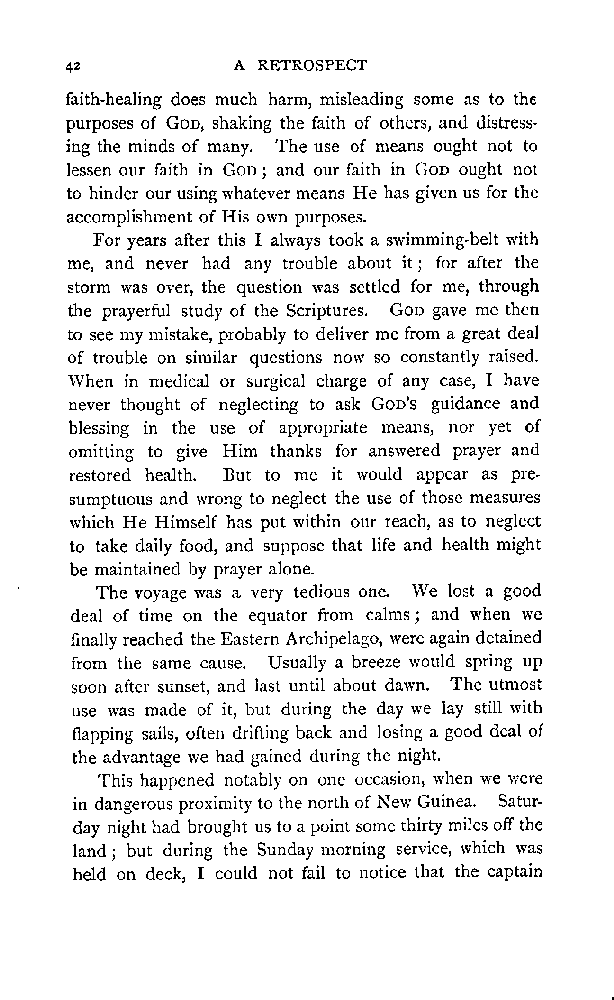 42 A RETROSPECT
faith-healing does much harm, misleading some as to the
purposes of GOD, shaking the faith of others, and distress-
ing the minds of many. The use of means ought not to
lessen our faith in GOD; and our faith in GOD ought not
to hinder our using whatever means He has given us for the
accomplishment of His own purposes.
For years after this I always took a swimming-belt with
me, and never had any trouble about it; for after the
storm was over, the question was settled for me, through
the prayerful study of the Scriptures. GOD gave me then
to see my mistake, probably to deliver me from a great deal
of trouble on similar questions now so constantly raised.
When in medical or surgical charge of any case, I have
never thought of neglecting to ask GOD'S guidance and
blessing in the use of appropriate means, nor yet of
omitting to give Him thanks for answered prayer and
restored health. But to me it would appear as pre-
sumptuous and wrong to neglect the use of those measures
which He Himself has put within our reach, as to neglect
to take daily food, and suppose that life and health might
be maintained by prayer alone.
The voyage was a very tedious one. We lost a good
deal of time on the equator from calms; and when we
finally reached the Eastern Archipelago, were again detained
from the same cause. Usually a breeze would spring up
soon after sunset, and last until about dawn. The utmost
use was made of it, but during the day we lay still with
flapping sails, often drifting back and losing a good deal of
the advantage we had gained during the night.
This happened notably on one occasion, when we were
in dangerous proximity to the north of New Guinea. Satur-
day night had brought us to a point some thirty miles off the
land; but during the Sunday morning service, which was
held on deck, I could not fail to notice that the captain